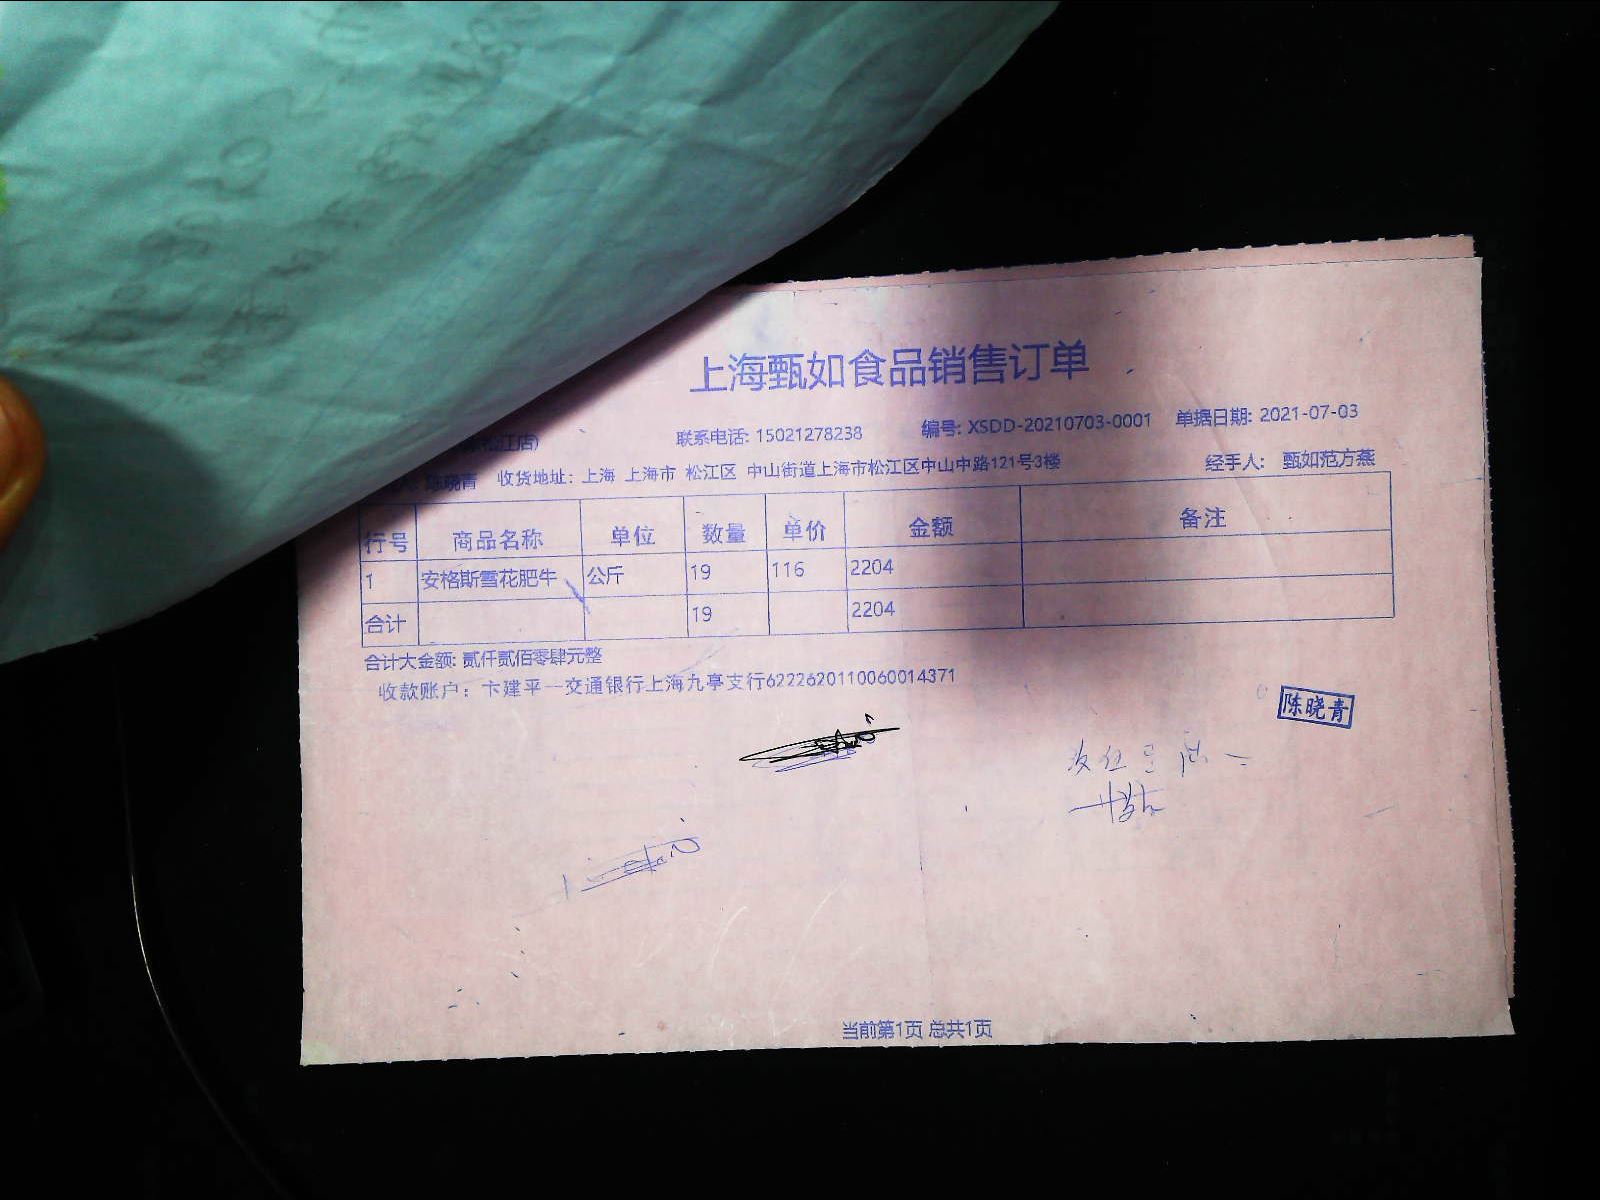 上海甄如食品销售订单
松江店) 联系电话: 15021278238 编号: XSDD-20210703-0001 单据日期: 2021-07-03
陈晓青 收货地址: 上海 上海市 松江区 中山街道上海市松江区中山中路121号3楼 经手人: 甄如范方燕
行号 商品名称 单位 数量 单价 金额 备注
1 安格斯雪花肥牛 公斤 19 116 2204
合计 19 2204
合计大金额: 贰仟贰佰零肆元整
收款账户: 卞建平一交通银行上海九亭支行6222620110060014371
陈晓青
当前第1页 总共1页